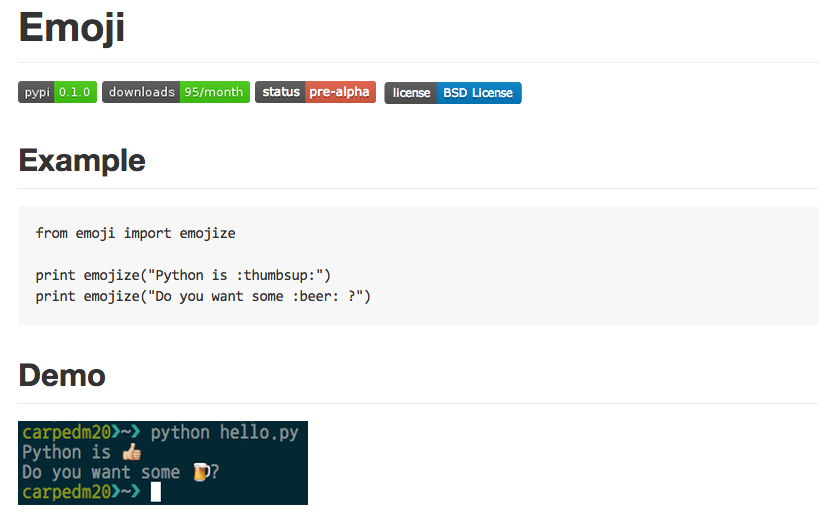 Emoji
pypi 0.1.0 downloads 95/month status pre-alpha license BSD License
Example
from emoji import emojize
print emojize("Python is :thumbsup:")
print emojize("Do you want some :beer: ?")
Demo
carpedm20❯~❯ python hello.py
Python is 👍
Do you want some 🍺?
carpedm20❯~❯